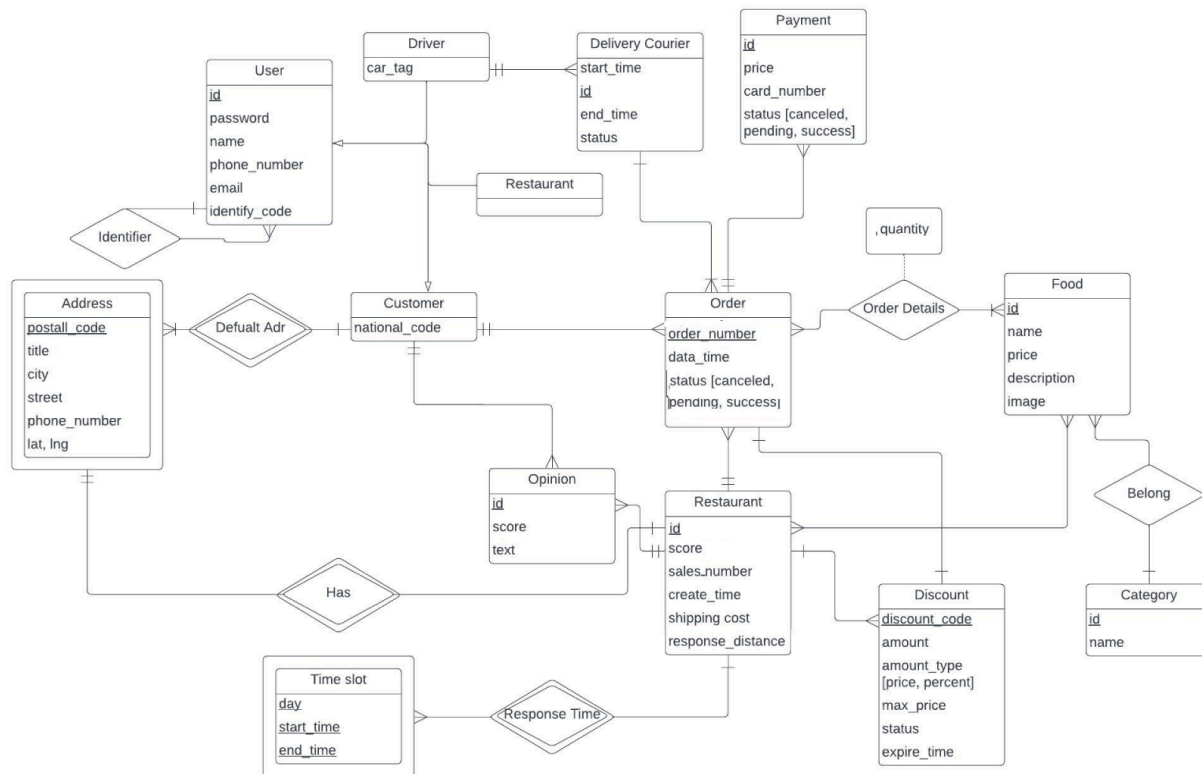 Payment
id
price
card_number
status [canceled,
pending, success]
Driver
car_tag
Delivery Courier
start_time
id
end_time
status
User
id
password
name
phone_number
email
identify_code
Restaurant
Identifier
,quantity
Address
postall_code
title
city
street
phone_number
lat, lng
Defualt Adr
Customer
national_code
Order
order_number
data_time
,status [canceled,
pending, success]
Order Details
Food
id
name
price
description
image
Opinion
id
score
text
Restaurant
id
score
sales_number
create_time
shipping cost
response_distance
Belong
Has
Discount
discount_code
amount
amount_type
[price, percent]
max_price
status
expire_time
Category
id
name
Time slot
day
start_time
end_time
Response Time